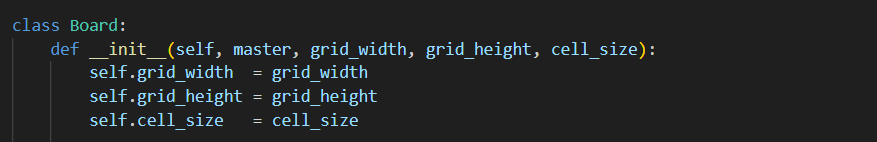 class Board:
    def __init__(self, master, grid_width, grid_height, cell_size):
        self.grid_width  = grid_width
        self.grid_height = grid_height
        self.cell_size   = cell_size